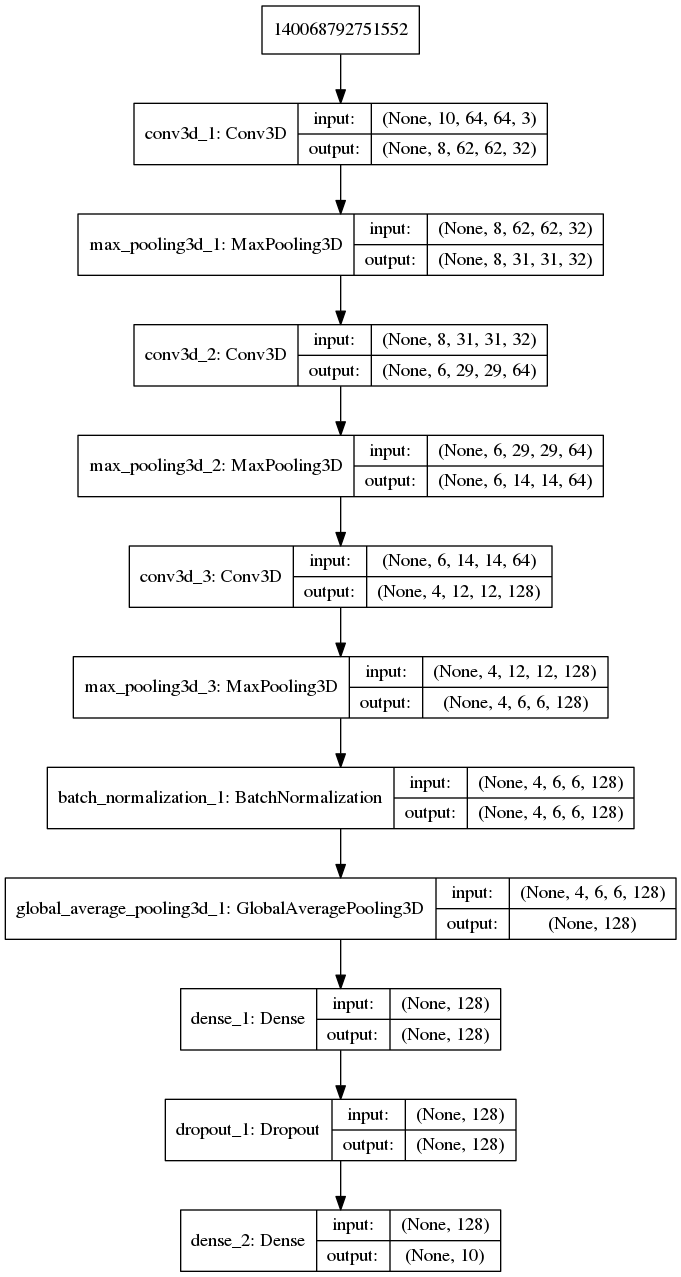 140068792751552
conv3d_1: Conv3D
input: (None, 10, 64, 64, 3)
output: (None, 8, 62, 62, 32)
max_pooling3d_1: MaxPooling3D
input: (None, 8, 62, 62, 32)
output: (None, 8, 31, 31, 32)
conv3d_2: Conv3D
input: (None, 8, 31, 31, 32)
output: (None, 6, 29, 29, 64)
max_pooling3d_2: MaxPooling3D
input: (None, 6, 29, 29, 64)
output: (None, 6, 14, 14, 64)
conv3d_3: Conv3D
input: (None, 6, 14, 14, 64)
output: (None, 4, 12, 12, 128)
max_pooling3d_3: MaxPooling3D
input: (None, 4, 12, 12, 128)
output: (None, 4, 6, 6, 128)
batch_normalization_1: BatchNormalization
input: (None, 4, 6, 6, 128)
output: (None, 4, 6, 6, 128)
global_average_pooling3d_1: GlobalAveragePooling3D
input: (None, 4, 6, 6, 128)
output: (None, 128)
dense_1: Dense
input: (None, 128)
output: (None, 128)
dropout_1: Dropout
input: (None, 128)
output: (None, 128)
dense_2: Dense
input: (None, 128)
output: (None, 10)